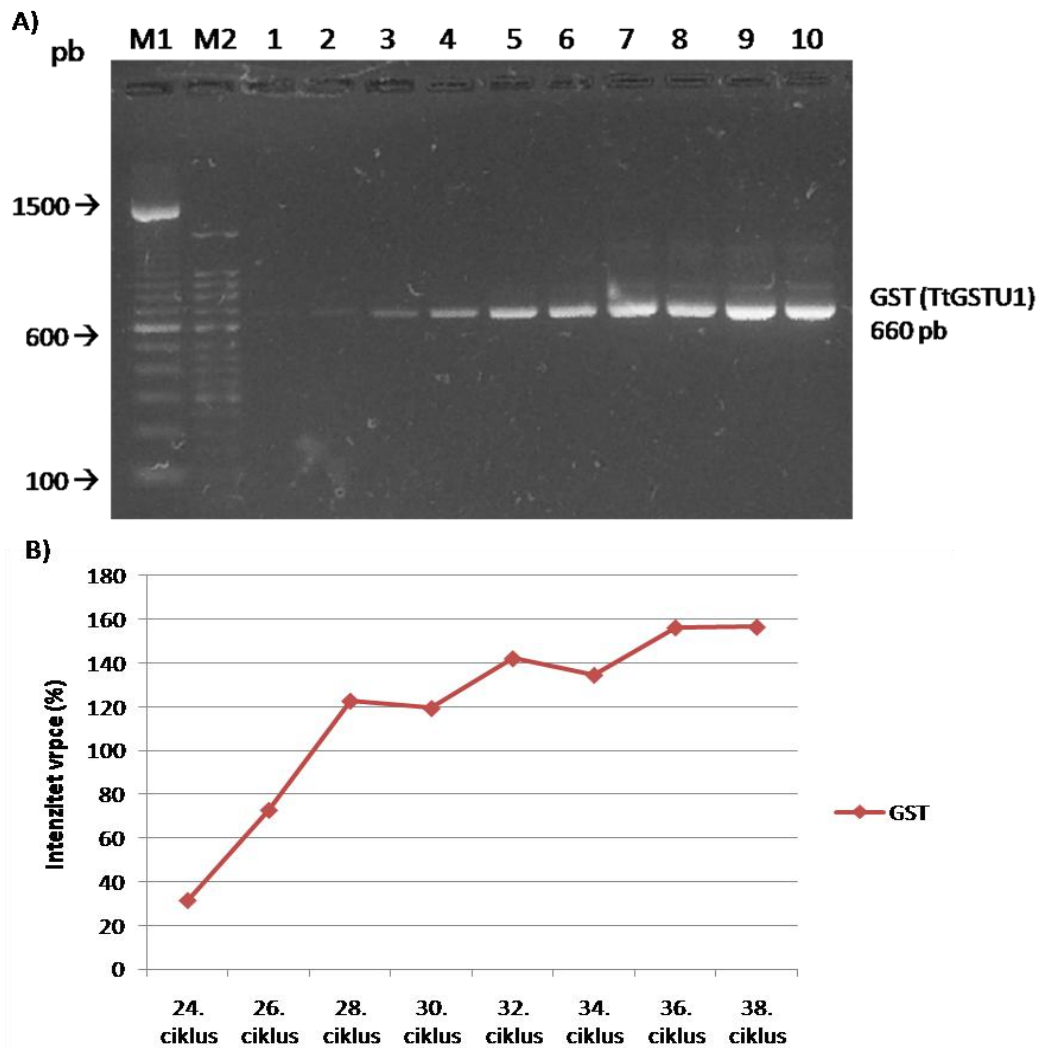 A)
pb M1 M2 1 2 3 4 5 6 7 8 9 10
1500→
600→
100→
GST (TtGSTU1)
660 pb
B)
Intenzitet vrpce (%)
180
160
140
120
100
80
60
40
20
0
24. ciklus
26. ciklus
28. ciklus
30. ciklus
32. ciklus
34. ciklus
36. ciklus
38. ciklus
GST